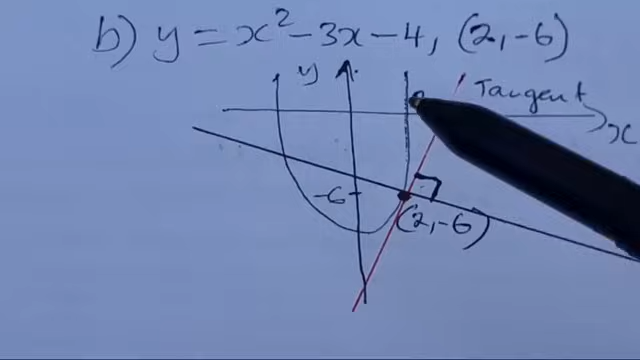 b) y = x² - 3x - 4, (2, -6)
y
Tangent
x
-6
(2, -6)